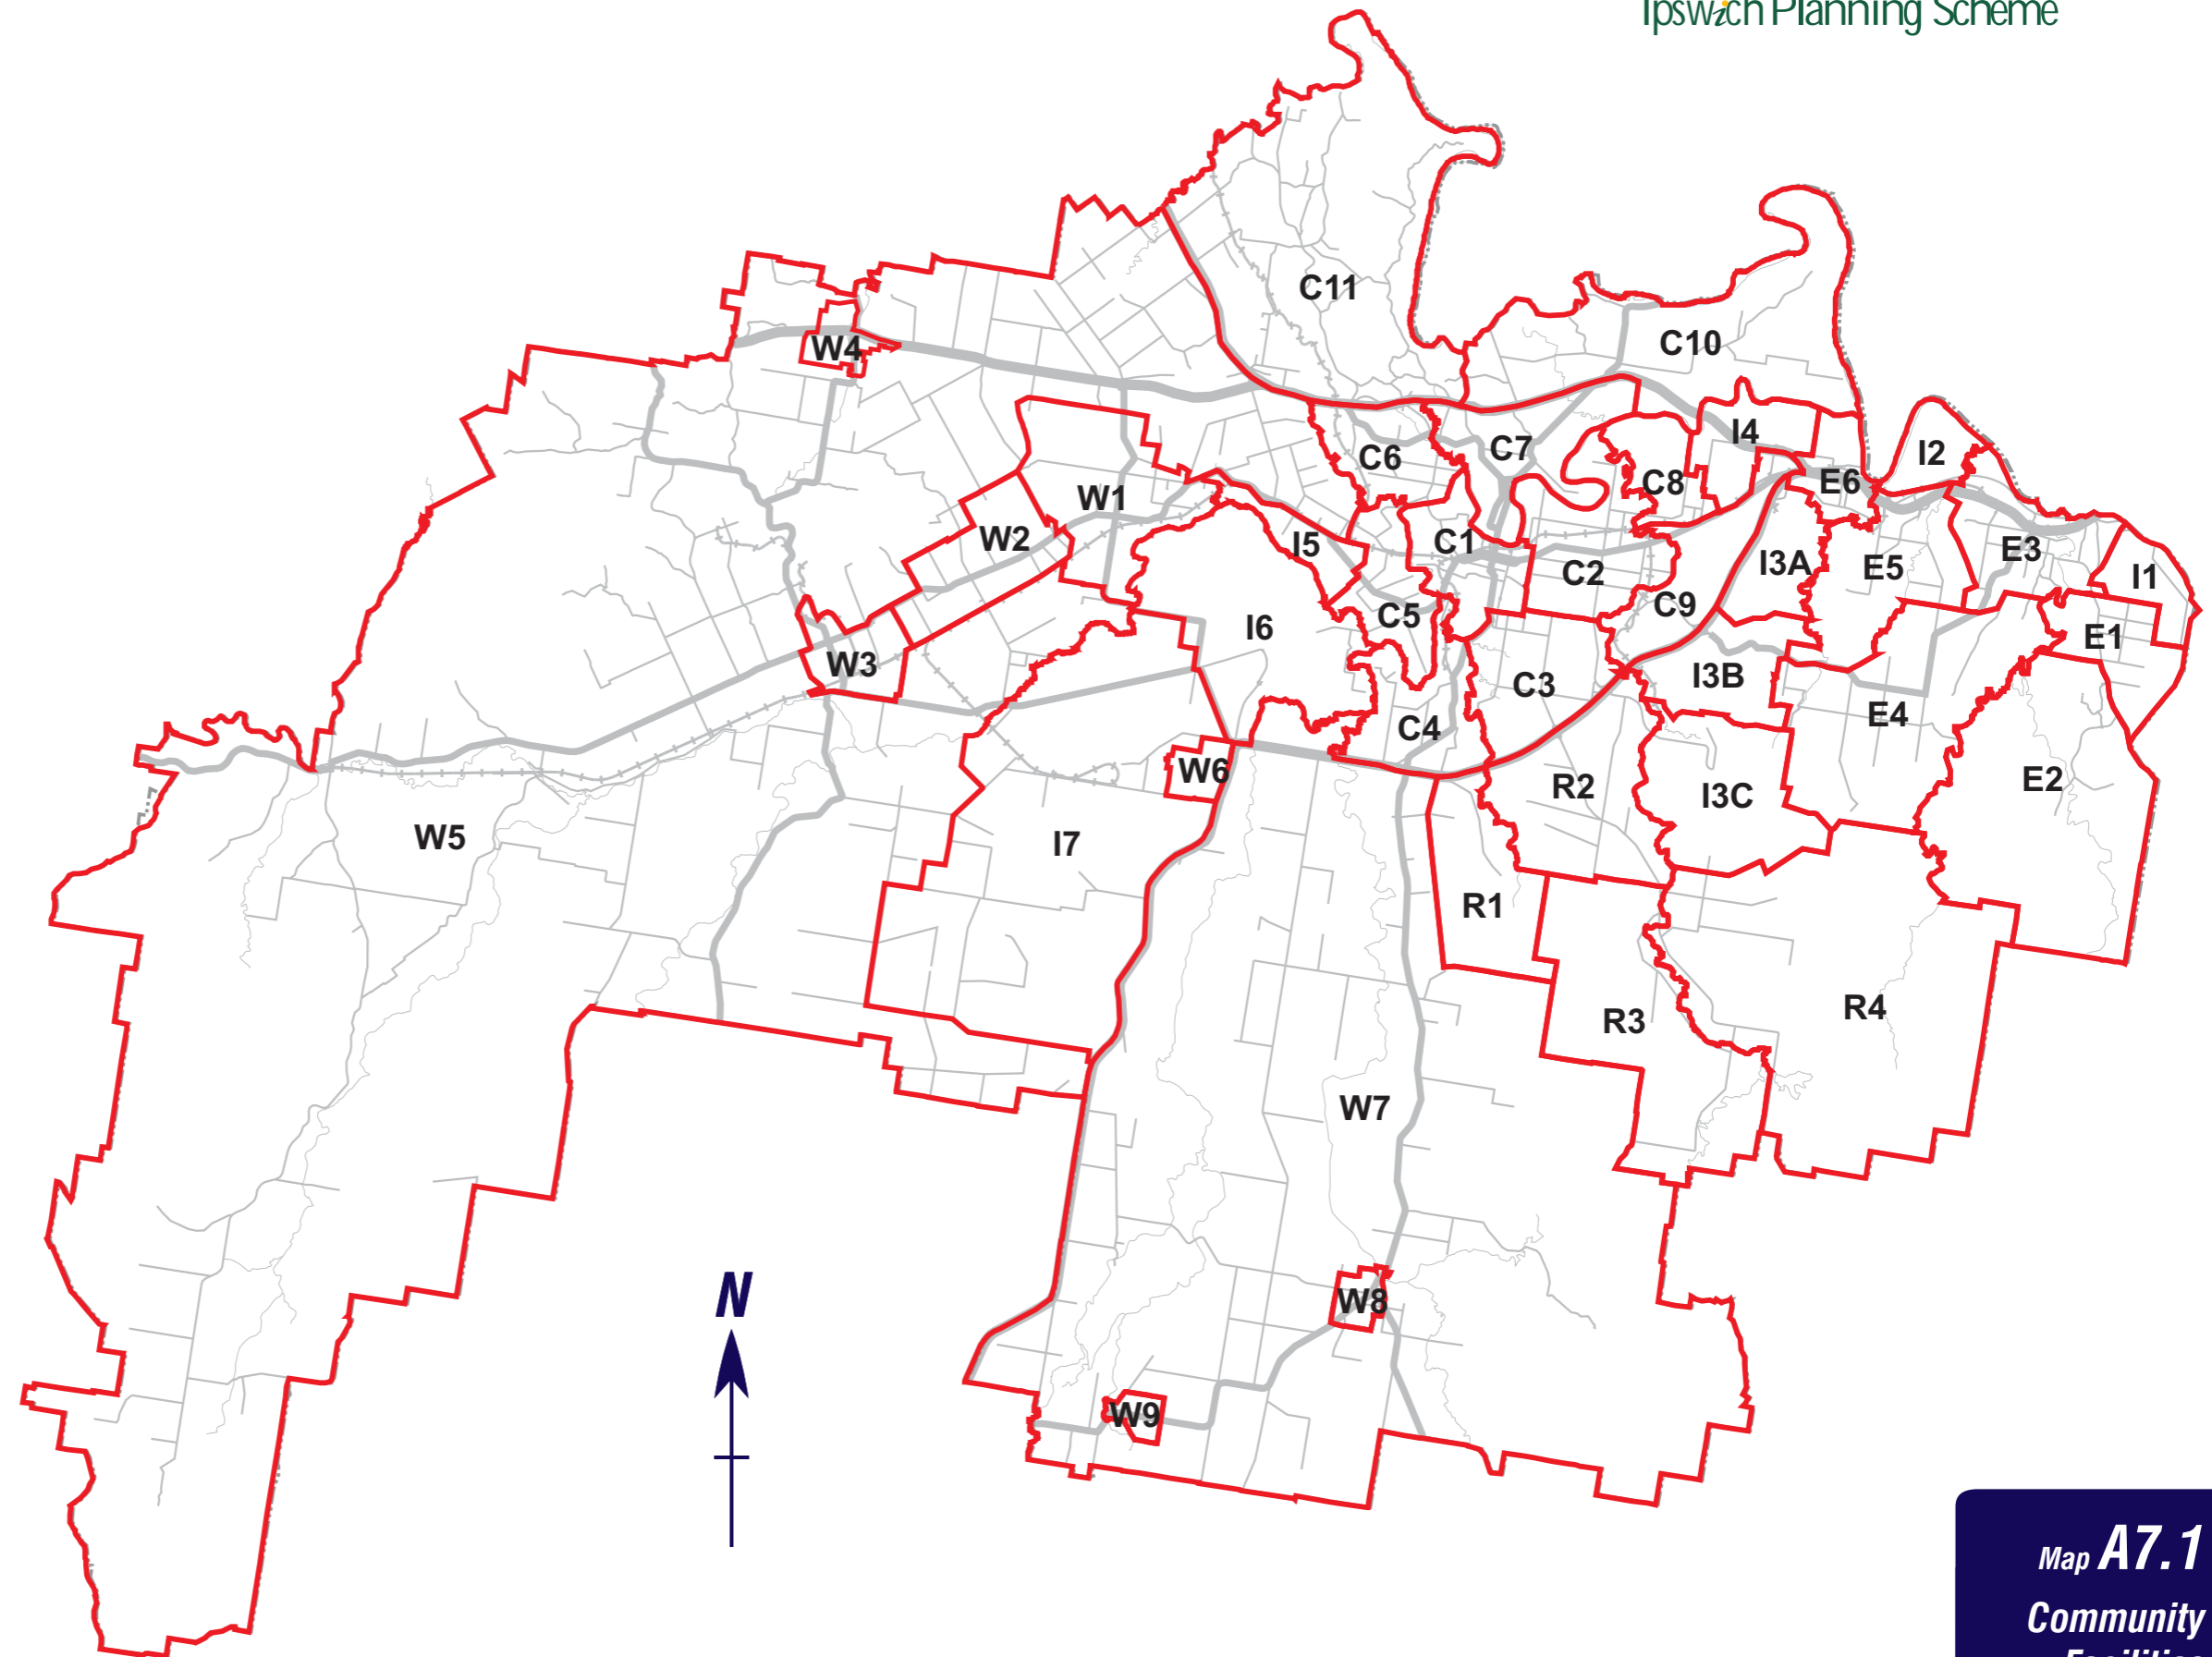 Ipswich Planning Scheme
C11
C10
W4
I4
C7
I2
C6
C8
E6
W1
W2
I5
C1
E3
I3A
E5
C2
I1
C9
C5
I6
E1
W3
I3B
C3
E4
C4
W6
E2
R2
I3C
W5
I7
R1
R4
R3
W7
N
W8
W9
Map A7.1
Community
Facilities